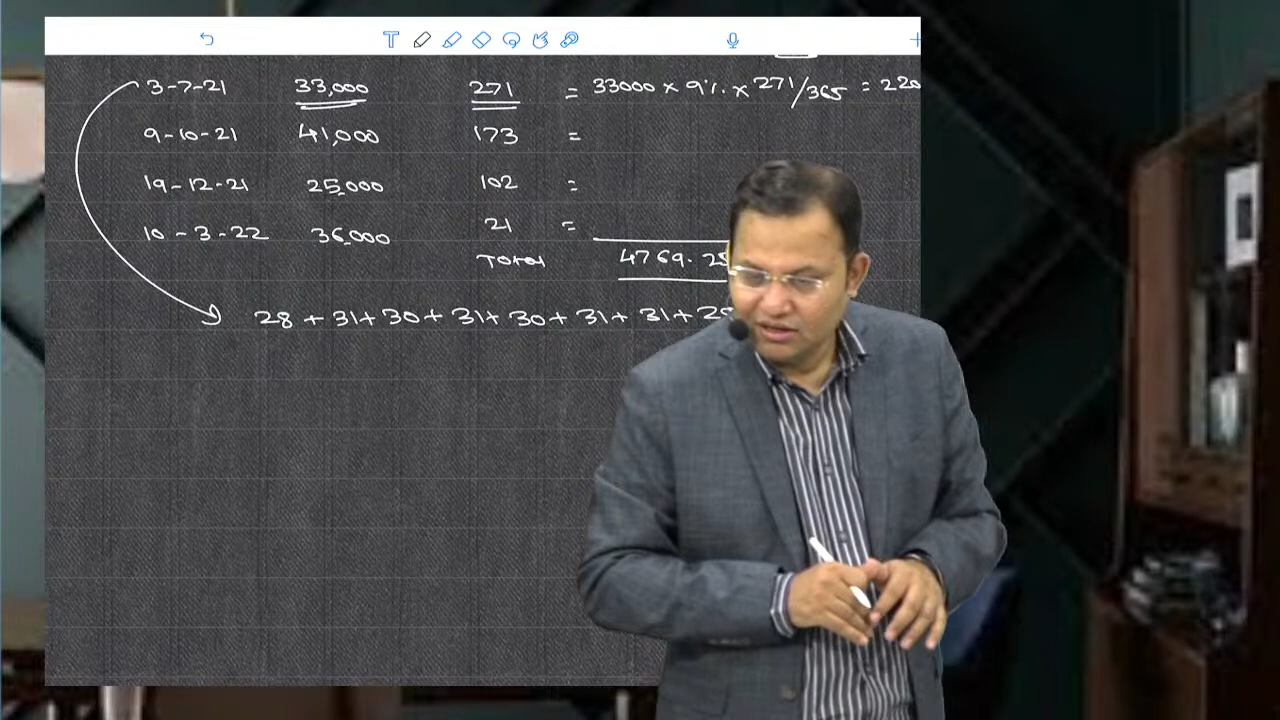 3-7-21 33,000 271 = 33000 x 9% x 271/365 = 220
9-10-21 41,000 173 =
19-12-21 25,000 102 =
10-3-22 36,000 21 =
Total 4769.2
28 + 31 + 30 + 31 + 30 + 31 + 31 + 2